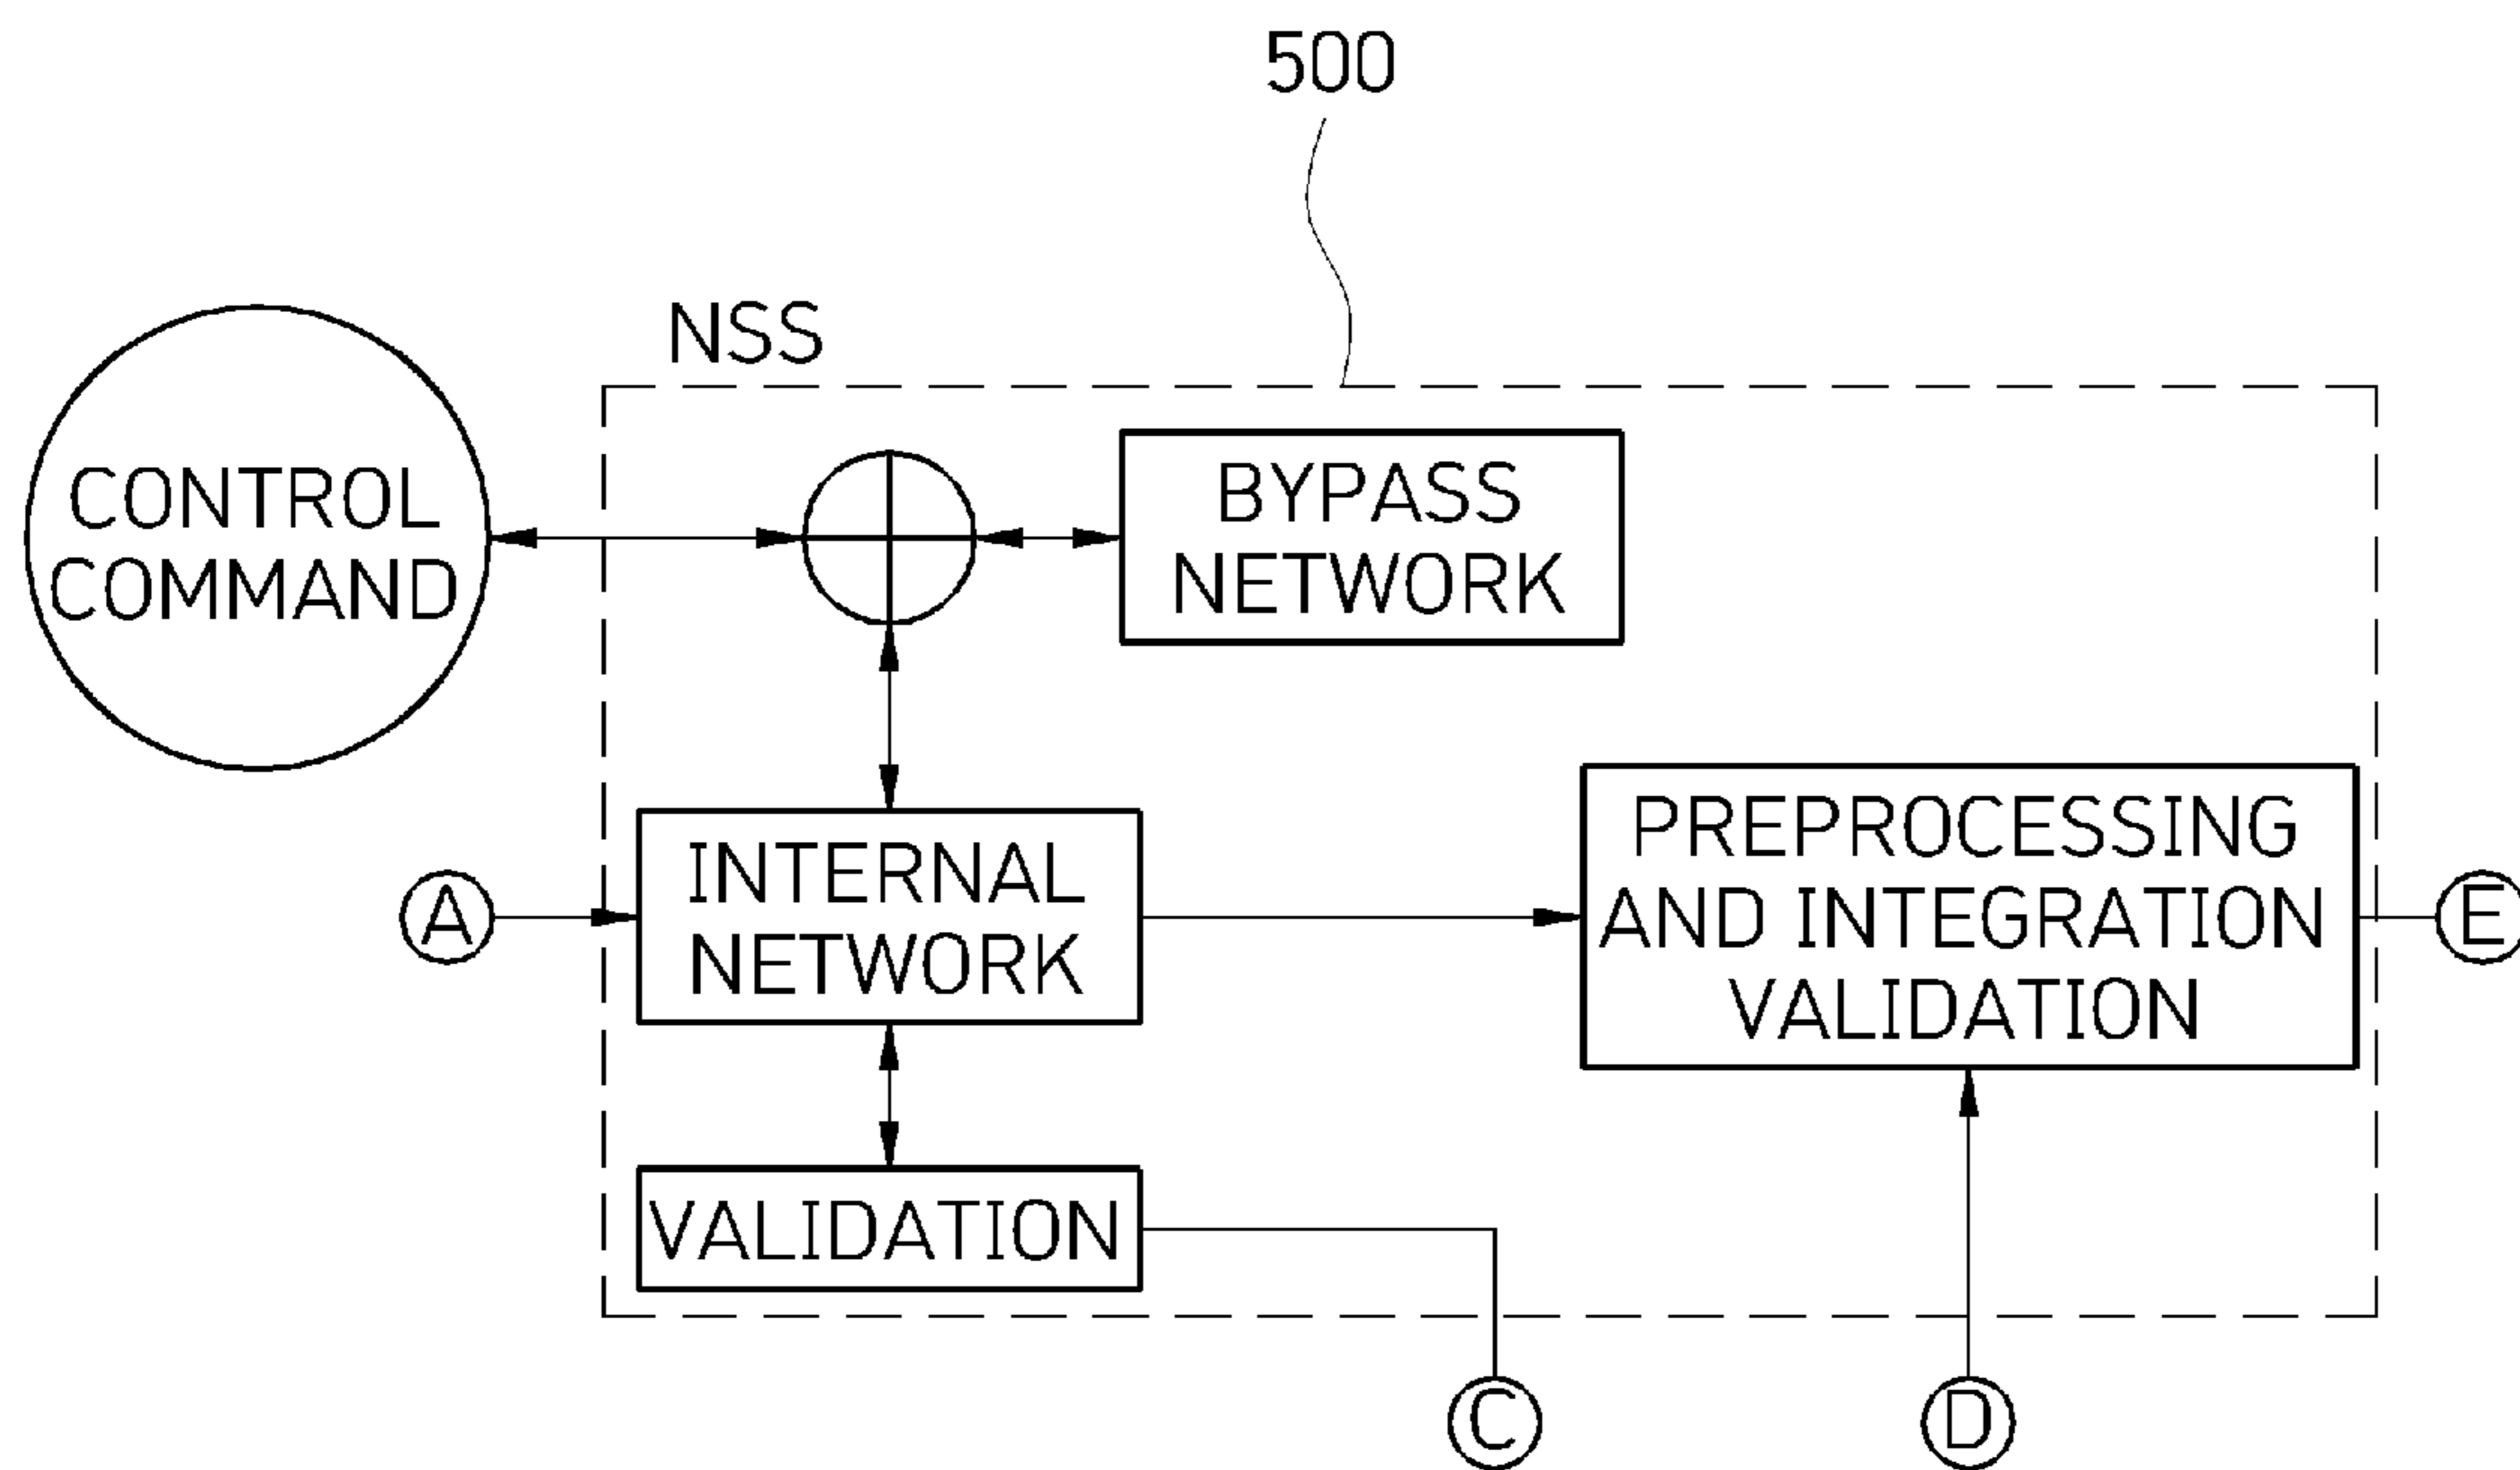 500
NSS
CONTROL
COMMAND
BYPASS
NETWORK
A
INTERNAL
NETWORK
PREPROCESSING
AND INTEGRATION
VALIDATION
E
VALIDATION
C
D